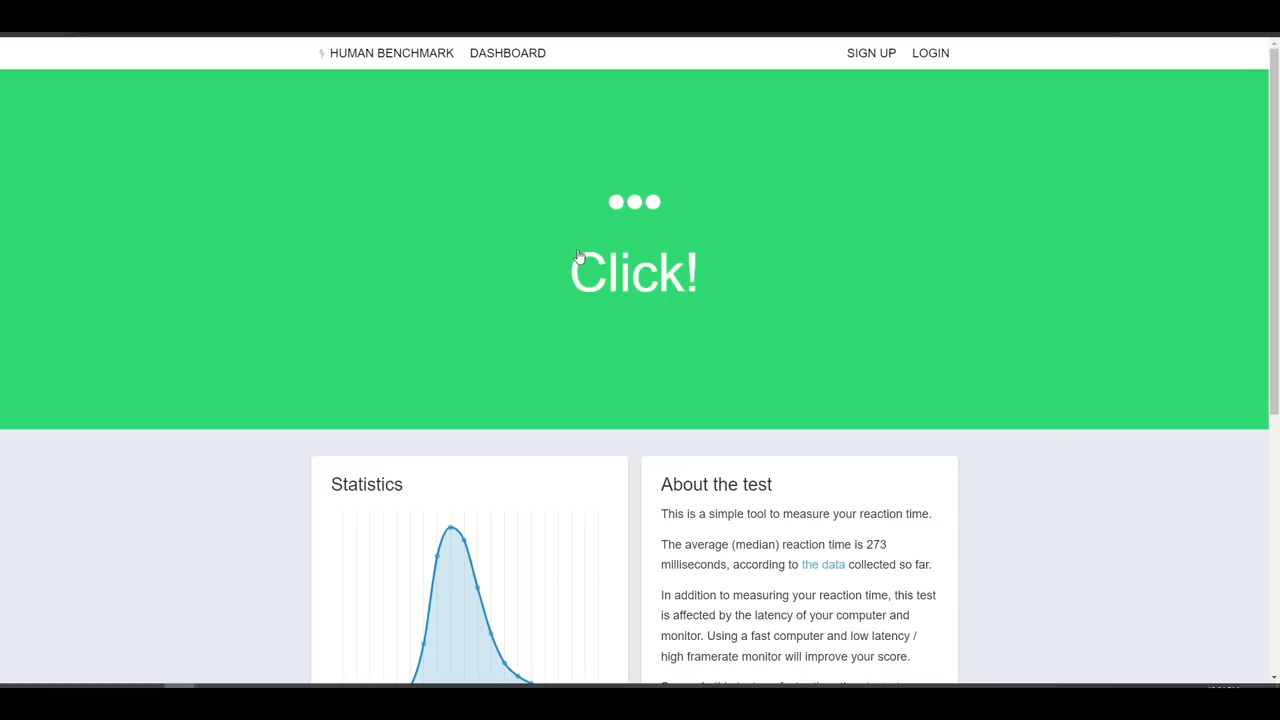 HUMAN BENCHMARK DASHBOARD SIGN UP LOGIN
Click!
Statistics
About the test
This is a simple tool to measure your reaction time.
The average (median) reaction time is 273
milliseconds, according to the data collected so far.
In addition to measuring your reaction time, this test
is affected by the latency of your computer and
monitor. Using a fast computer and low latency /
high framerate monitor will improve your score.